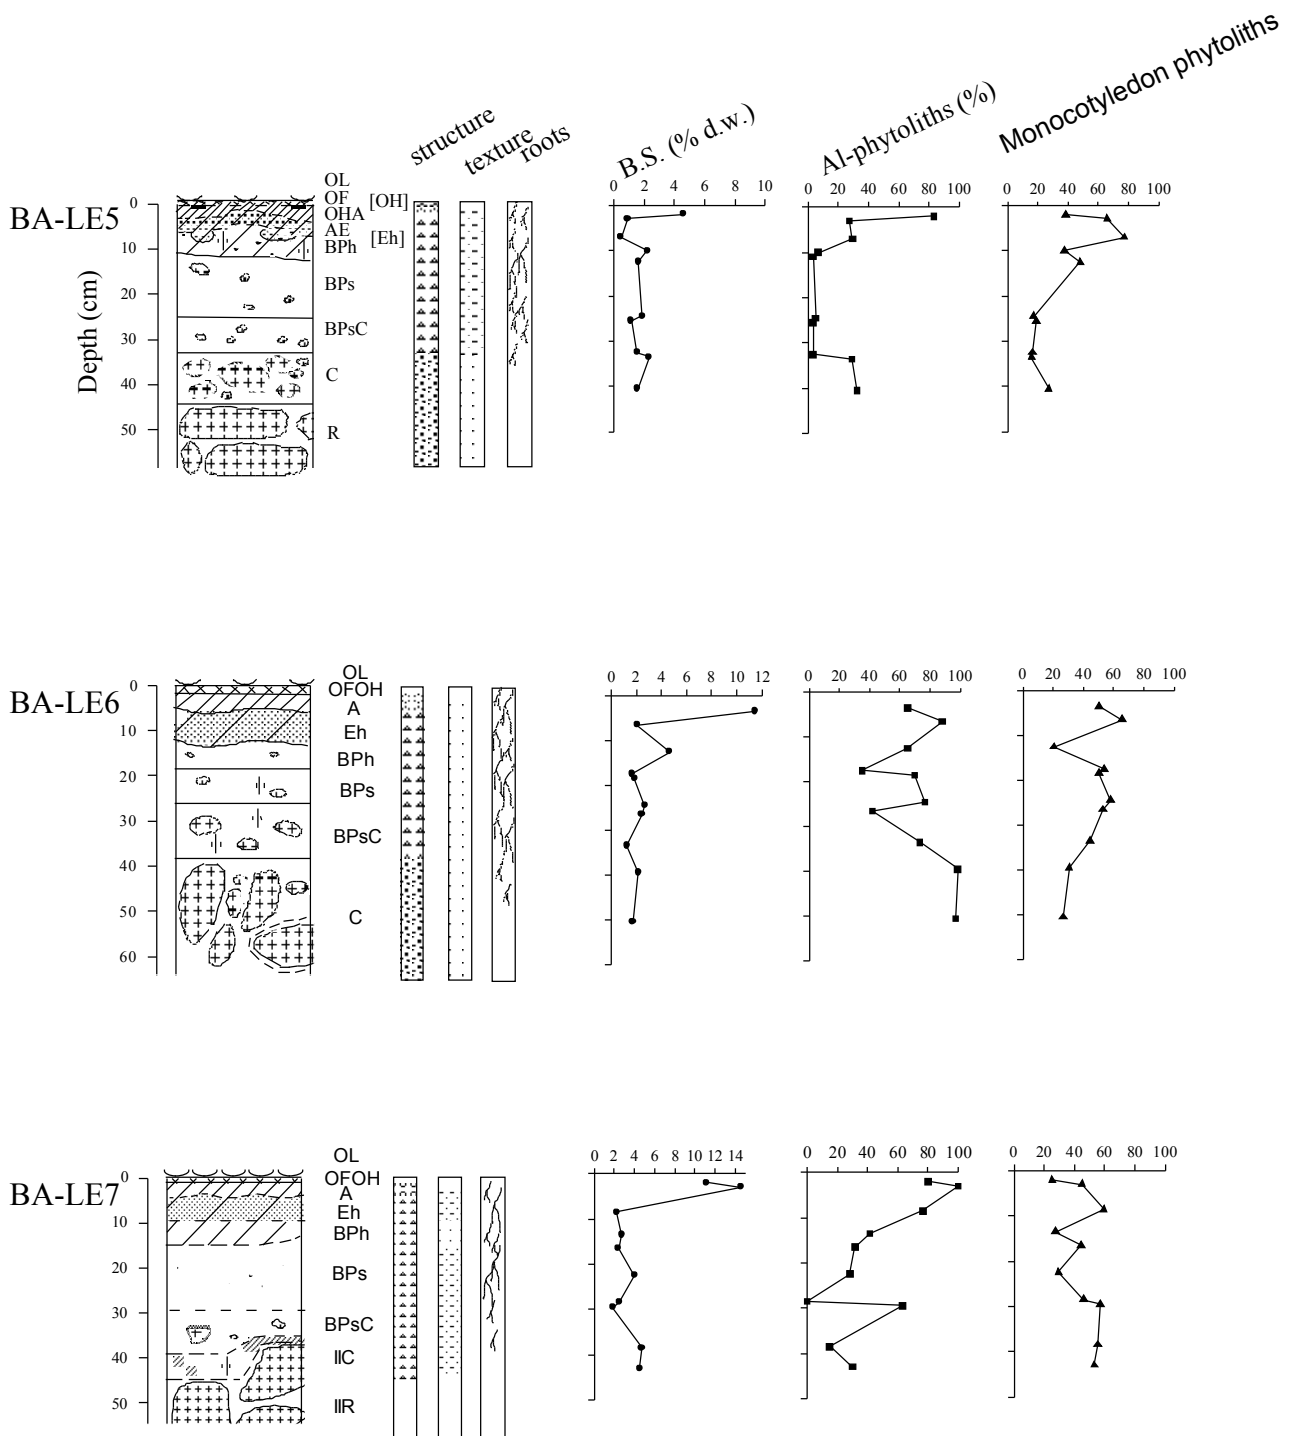 structure
texture
roots
B.S. (% d.w.)
Al-phytoliths (%)
Monocotyledon phytoliths
BA-LE5
Depth (cm)
0
10
20
30
40
50
OL
OF
[OH]
OHA
AE
[Eh]
BPh
BPs
BPsC
C
R
0 2 4 6 8 10
0 20 40 60 80 100
0 20 40 60 80 100
BA-LE6
0
10
20
30
40
50
60
OL
OFOH
A
Eh
BPh
BPs
BPsC
C
0 2 4 6 8 10 12
0 20 40 60 80 100
0 20 40 60 80 100
BA-LE7
0
10
20
30
40
50
OL
OFOH
A
Eh
BPh
BPs
BPsC
IIC
IIR
0 2 4 6 8 10 12 14
0 20 40 60 80 100
0 20 40 60 80 100